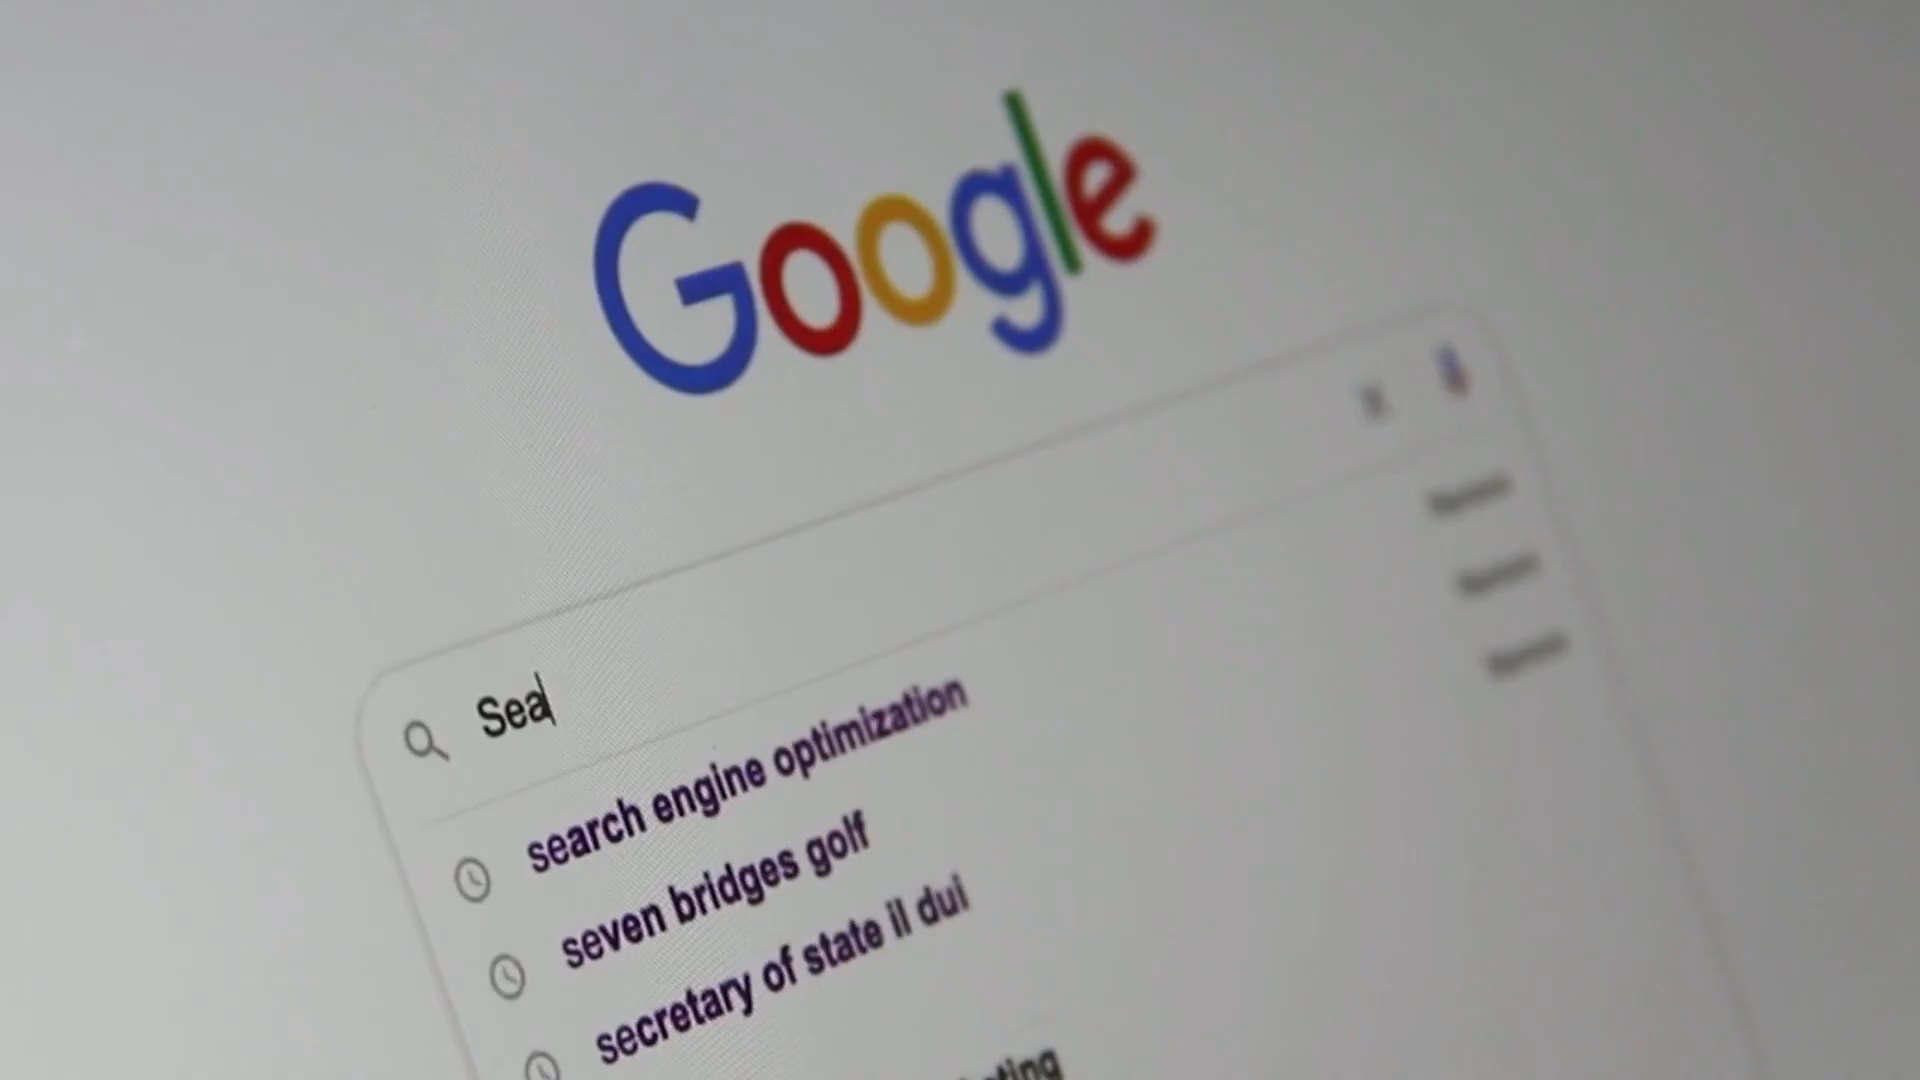 Google
Sea
search engine optimization
seven bridges golf
secretary of state il dui